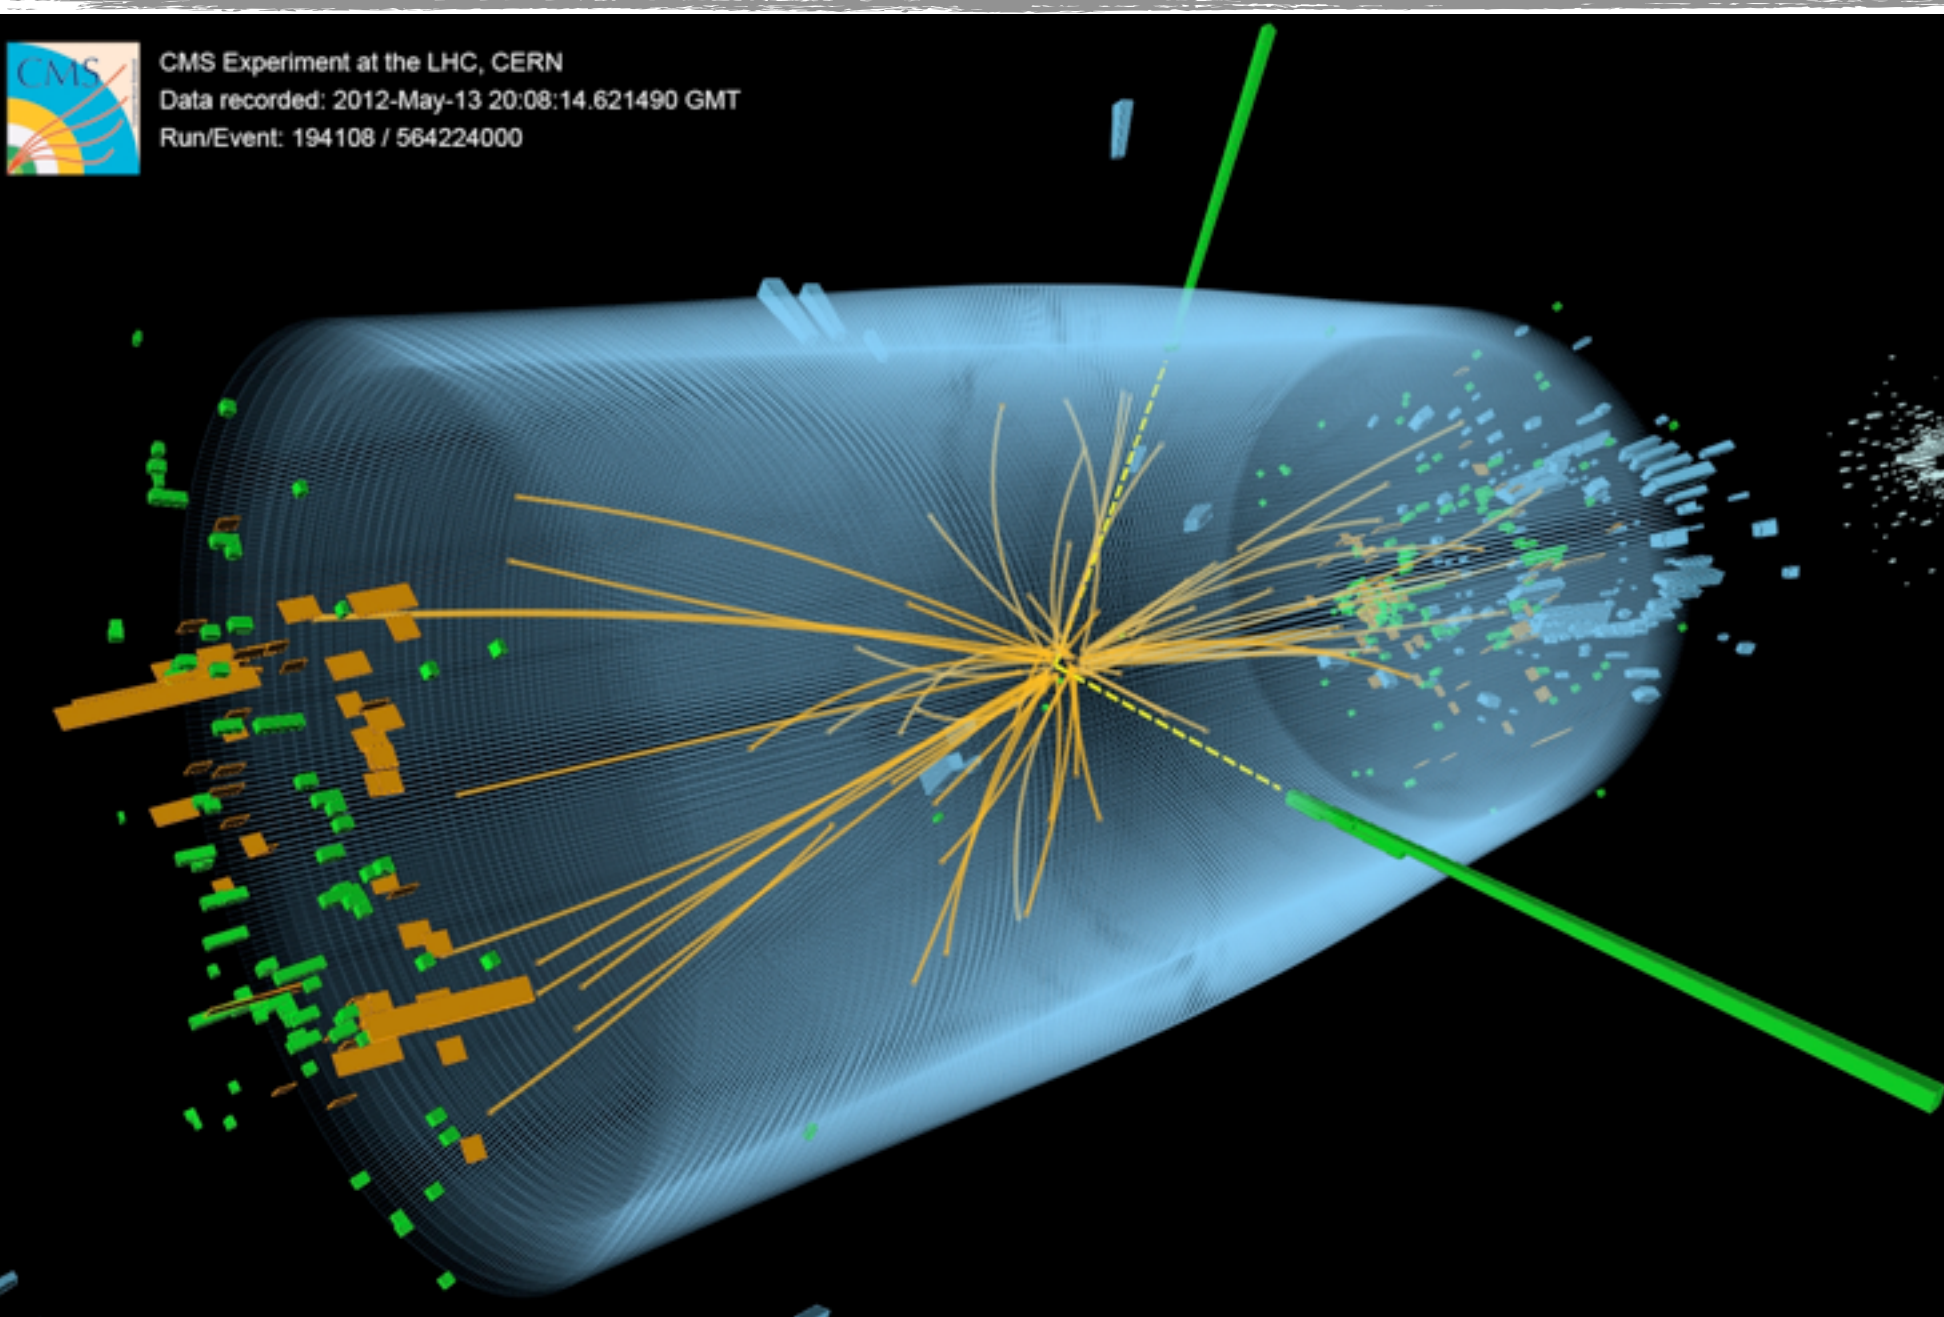 CMS
CMS Experiment at the LHC, CERN
Data recorded: 2012-May-13 20:08:14.621490 GMT
Run/Event: 194108 / 564224000